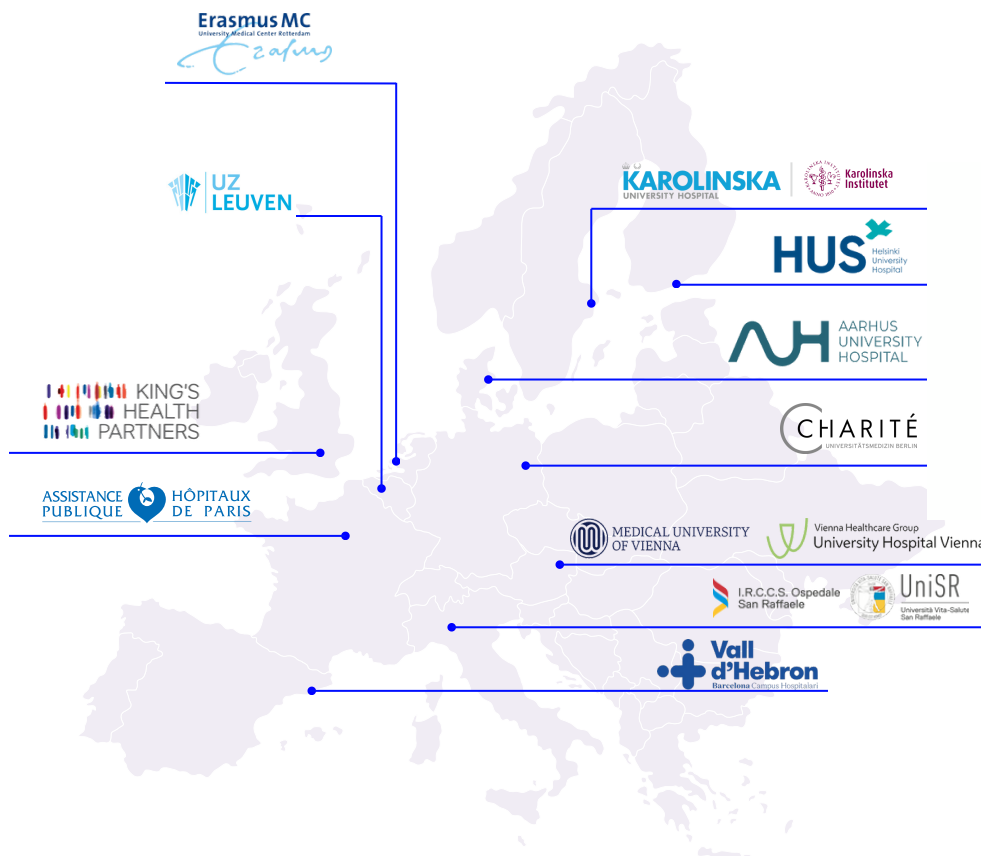 Erasmus MC
University Medical Center Rotterdam
Erasmus
UZ
LEUVEN
KAROLINSKA
UNIVERSITY HOSPITAL
Karolinska
Institutet
HUS
Helsinki
University
Hospital
AARHUS
UNIVERSITY
HOSPITAL
KING'S
HEALTH
PARTNERS
CHARITÉ
UNIVERSITÄTSMEDIZIN BERLIN
ASSISTANCE HÔPITAUX
PUBLIQUE DE PARIS
MEDICAL UNIVERSITY
OF VIENNA
Vienna Healthcare Group
University Hospital Vienna
I.R.C.C.S. Ospedale
San Raffaele
UniSR
Università Vita-Salute
San Raffaele
Vall
d'Hebron
Barcelona Campus Hospitalari